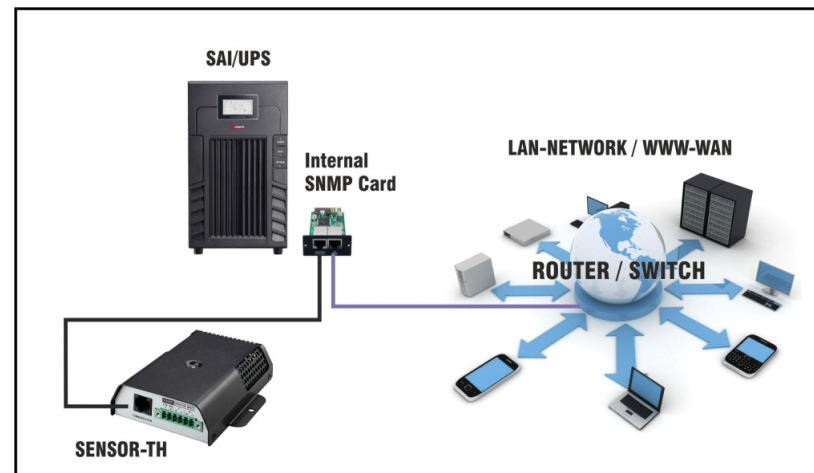 SAI/UPS
Internal
SNMP Card
LAN-NETWORK / WWW-WAN
ROUTER / SWITCH
SENSOR-TH